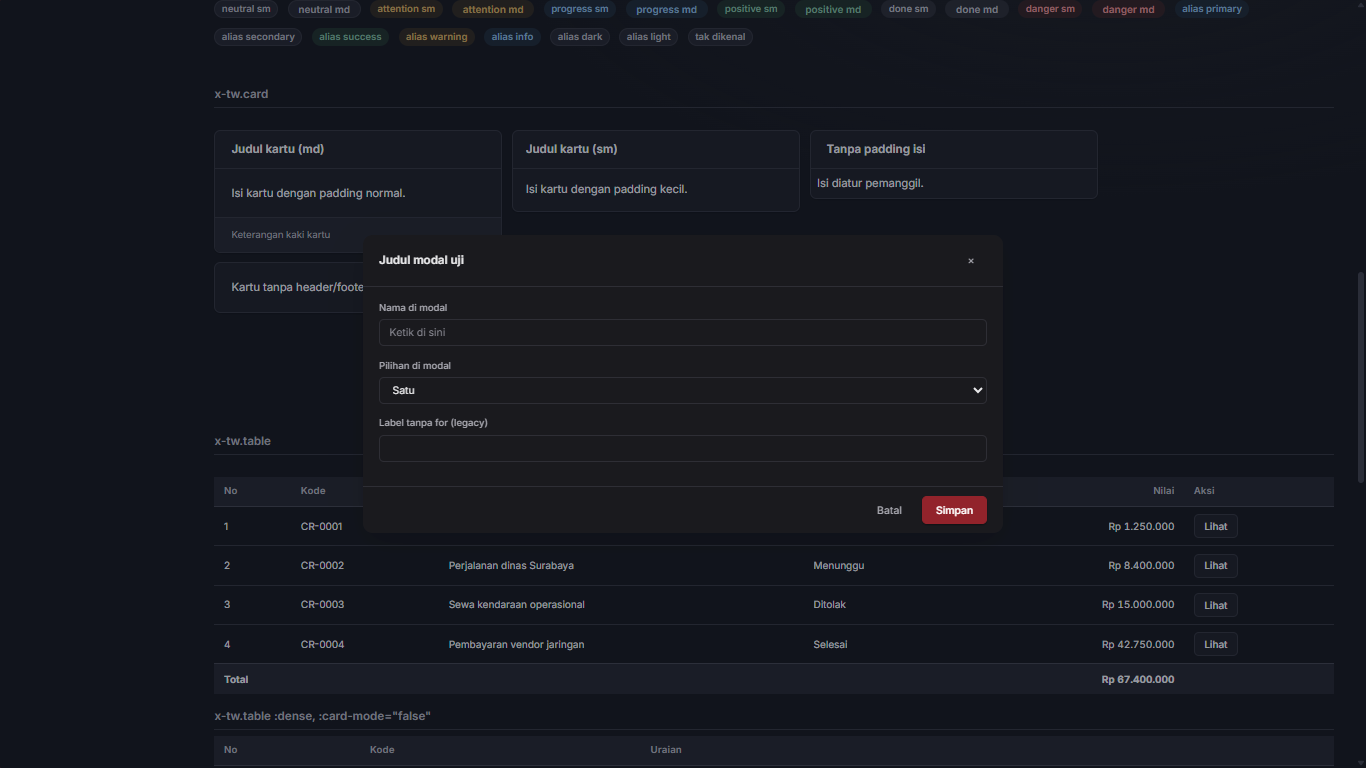 neutral sm neutral md attention sm attention md progress sm progress md positive sm positive md done sm done md danger sm danger md alias primary
alias secondary alias success alias warning alias info alias dark alias light tak dikenal
x-tw.card
Judul kartu (md) Judul kartu (sm) Tanpa padding isi
Isi kartu dengan padding normal. Isi kartu dengan padding kecil. Isi diatur pemanggil.
Keterangan kaki kartu
Kartu tanpa header/foote
Judul modal uji ×
Nama di modal
Ketik di sini
Pilihan di modal
Satu
Label tanpa for (legacy)
Batal Simpan
x-tw.table
No Kode Nilai Aksi
1 CR-0001 Rp 1.250.000 Lihat
2 CR-0002 Perjalanan dinas Surabaya Menunggu Rp 8.400.000 Lihat
3 CR-0003 Sewa kendaraan operasional Ditolak Rp 15.000.000 Lihat
4 CR-0004 Pembayaran vendor jaringan Selesai Rp 42.750.000 Lihat
Total Rp 67.400.000
x-tw.table :dense, :card-mode="false"
No Kode Uraian